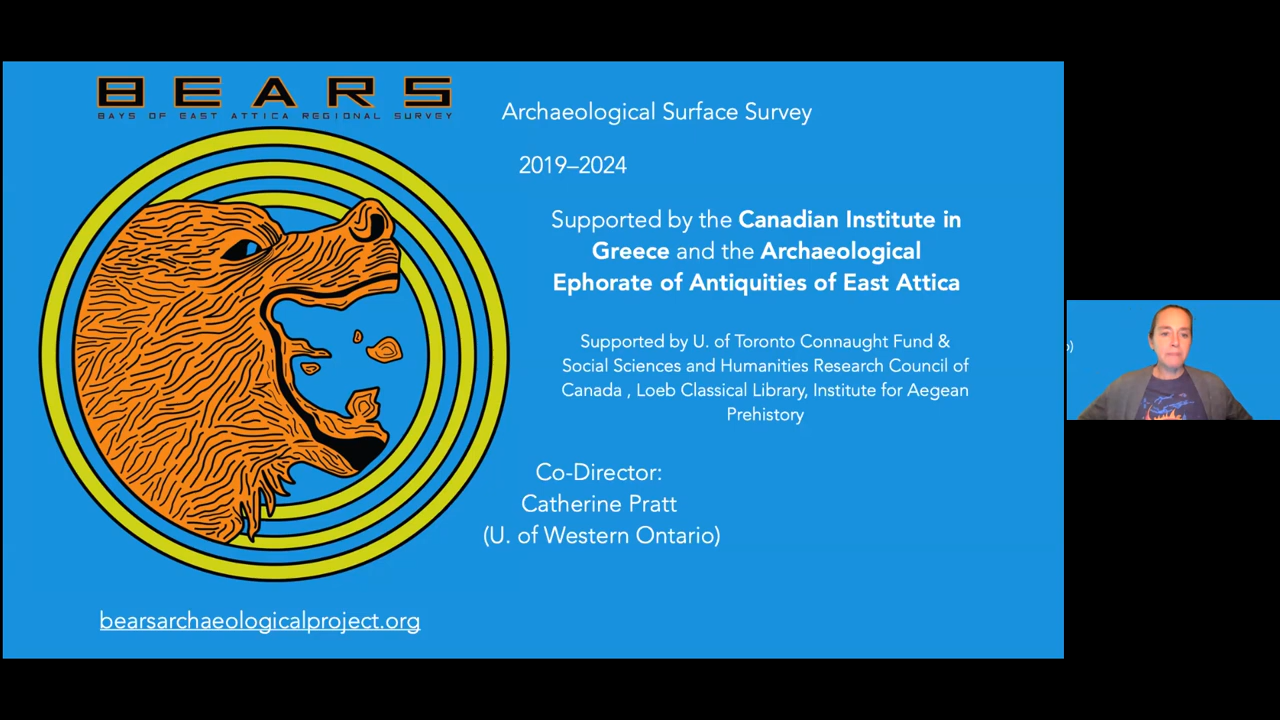 BEARS
BAYS OF EAST ATTICA REGIONAL SURVEY
Archaeological Surface Survey
2019–2024
Supported by the Canadian Institute in
Greece and the Archaeological
Ephorate of Antiquities of East Attica
Supported by U. of Toronto Connaught Fund &
Social Sciences and Humanities Research Council of
Canada , Loeb Classical Library, Institute for Aegean
Prehistory
Co-Director:
Catherine Pratt
(U. of Western Ontario)
bearsarchaeologicalproject.org